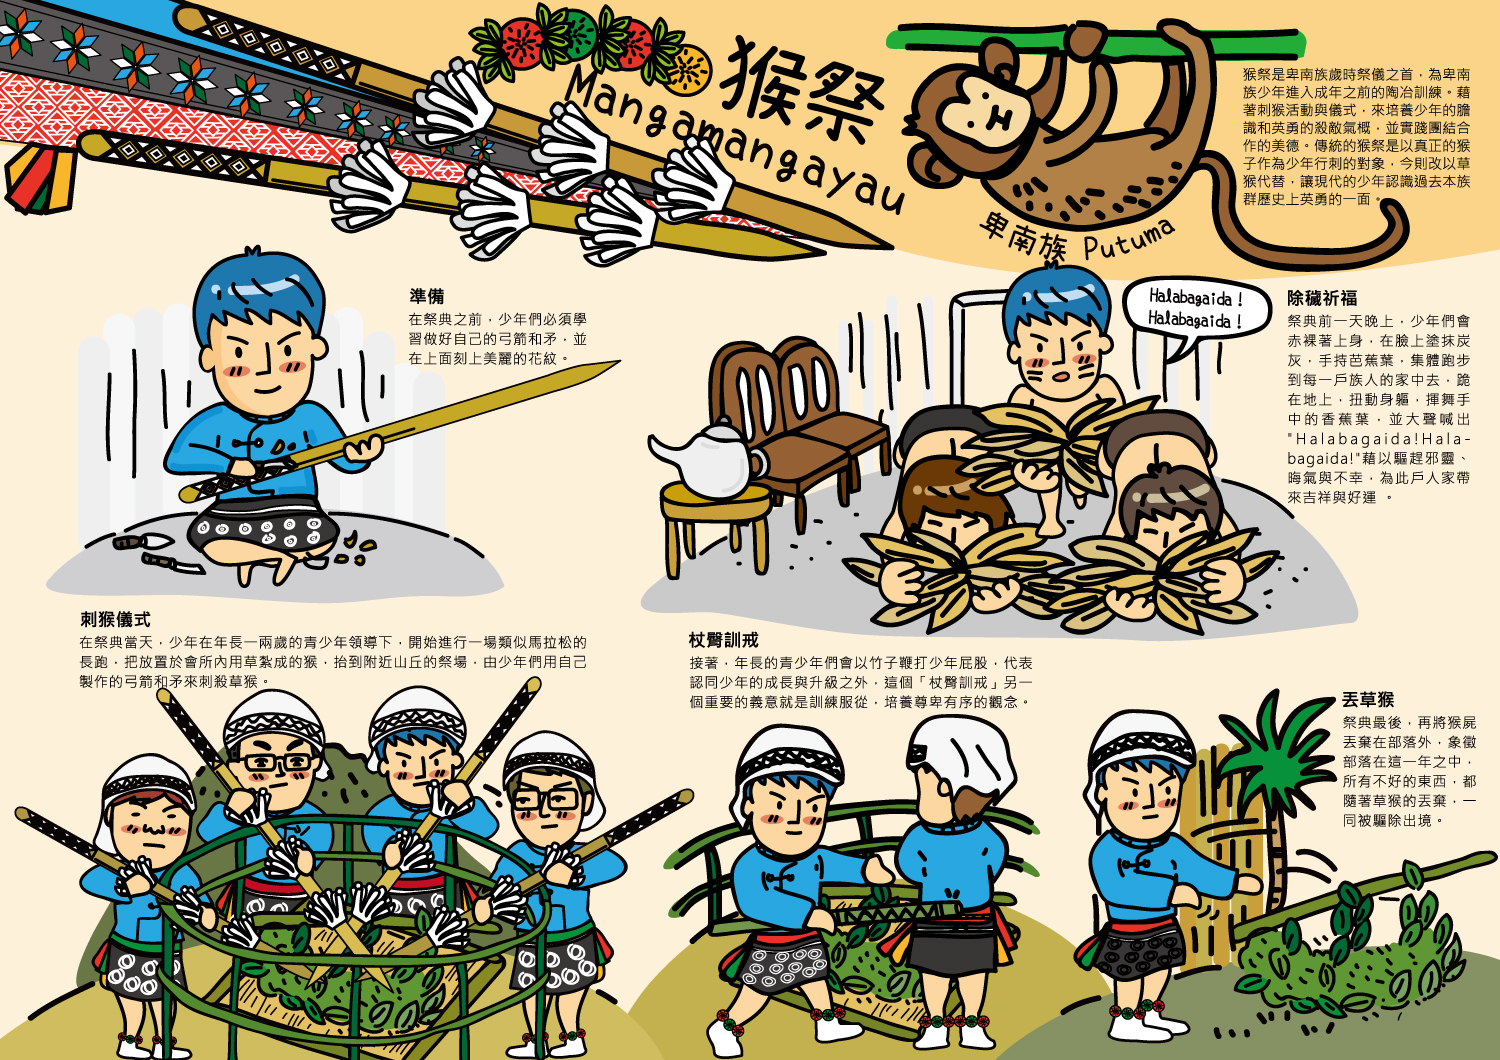 猴祭
Mangamangayau
卑南族 Putuma
猴祭是卑南族歲時祭儀之首，為卑南
族少年進入成年之前的陶冶訓練。藉
著刺猴活動與儀式，來培養少年的膽
識和英勇的殺敵氣概，並實踐團結合
作的美德。傳統的猴祭是以真正的猴
子作為少年行刺的對象，今則改以草
猴代替，讓現代的少年認識過去本族
群歷史上英勇的一面。
準備
在祭典之前，少年們必須學
習做好自己的弓箭和矛，並
在上面刻上美麗的花紋。
Halabagaida !
Halabagaida !
除穢祈福
祭典前一天晚上，少年們會
赤裸著上身，在臉上塗抹炭
灰，手持芭蕉葉，集體跑步
到每一戶族人的家中去，跪
在地上，扭動身軀，揮舞手
中的香蕉葉，並大聲喊出
"Halabagaida!Hala-
bagaida!"藉以驅趕邪靈、
晦氣與不幸，為此戶人家帶
來吉祥與好運 。
刺猴儀式
在祭典當天，少年在年長一兩歲的青少年領導下，開始進行一場類似馬拉松的
長跑，把放置於會所內用草紮成的猴，抬到附近山丘的祭場，由少年們用自己
製作的弓箭和矛來刺殺草猴。
杖臀訓戒
接著，年長的青少年們會以竹子鞭打少年屁股，代表
認同少年的成長與升級之外，這個「杖臀訓戒」另一
個重要的義意就是訓練服從，培養尊卑有序的觀念。
丟草猴
祭典最後，再將猴屍
丟棄在部落外，象徵
部落在這一年之中，
所有不好的東西，都
隨著草猴的丟棄，一
同被驅除出境。